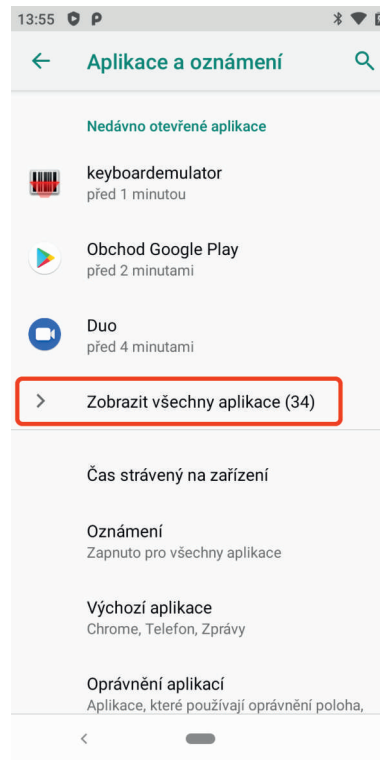 13:55
Aplikace a oznámení
Nedávno otevřené aplikace
keyboardemulator
před 1 minutou
Obchod Google Play
před 2 minutami
Duo
před 4 minutami
Zobrazit všechny aplikace (34)
Čas strávený na zařízení
Oznámení
Zapnuto pro všechny aplikace
Výchozí aplikace
Chrome, Telefon, Zprávy
Oprávnění aplikací
Aplikace, které používají oprávnění poloha,